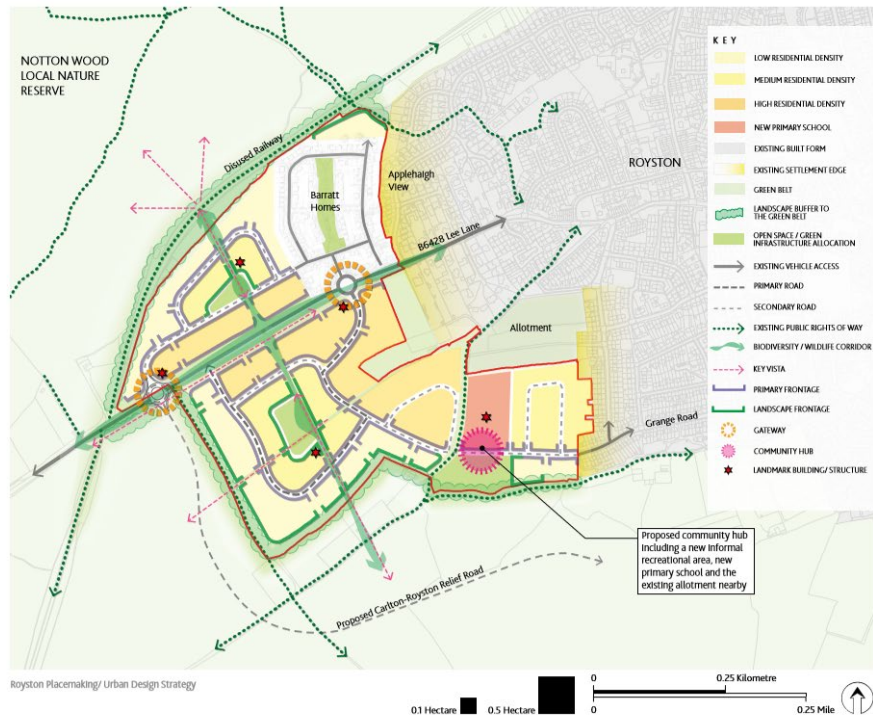 NOTTON WOOD
LOCAL NATURE
RESERVE
Disused Railway
Barratt
Homes
Applehaigh
View
B6428 Lee Lane
ROYSTON
Allotment
Grange Road
Proposed community hub
including a new informal
recreational area, new
primary school and the
existing allotment nearby
Proposed Carlton-Royston Relief Road
KEY
LOW RESIDENTIAL DENSITY
MEDIUM RESIDENTIAL DENSITY
HIGH RESIDENTIAL DENSITY
NEW PRIMARY SCHOOL
EXISTING BUILT FORM
EXISTING SETTLEMENT EDGE
GREEN BELT
LANDSCAPE BUFFER TO
THE GREEN BELT
OPEN SPACE / GREEN
INFRASTRUCTURE ALLOCATION
EXISTING VEHICLE ACCESS
PRIMARY ROAD
SECONDARY ROAD
EXISTING PUBLIC RIGHTS OF WAY
BIODIVERSITY / WILDLIFE CORRIDOR
KEY VISTA
PRIMARY FRONTAGE
LANDSCAPE FRONTAGE
GATEWAY
COMMUNITY HUB
LANDMARK BUILDING/ STRUCTURE
Royston Placemaking/ Urban Design Strategy
0.1 Hectare
0.5 Hectare
0 0.25 Kilometre
0 0.25 Mile